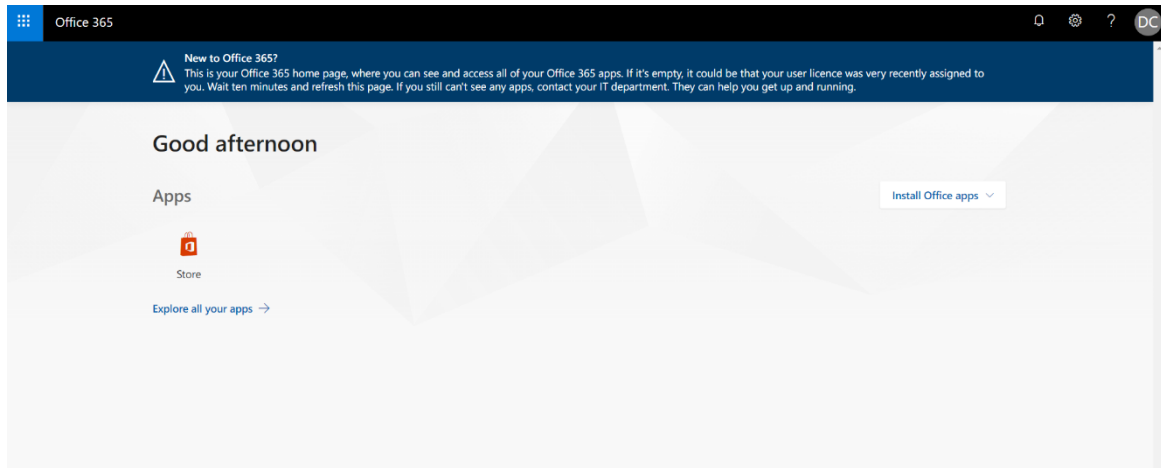 Office 365
?
DC
New to Office 365?
This is your Office 365 home page, where you can see and access all of your Office 365 apps. If it's empty, it could be that your user licence was very recently assigned to
you. Wait ten minutes and refresh this page. If you still can't see any apps, contact your IT department. They can help you get up and running.
Good afternoon
Apps
Install Office apps
Store
Explore all your apps